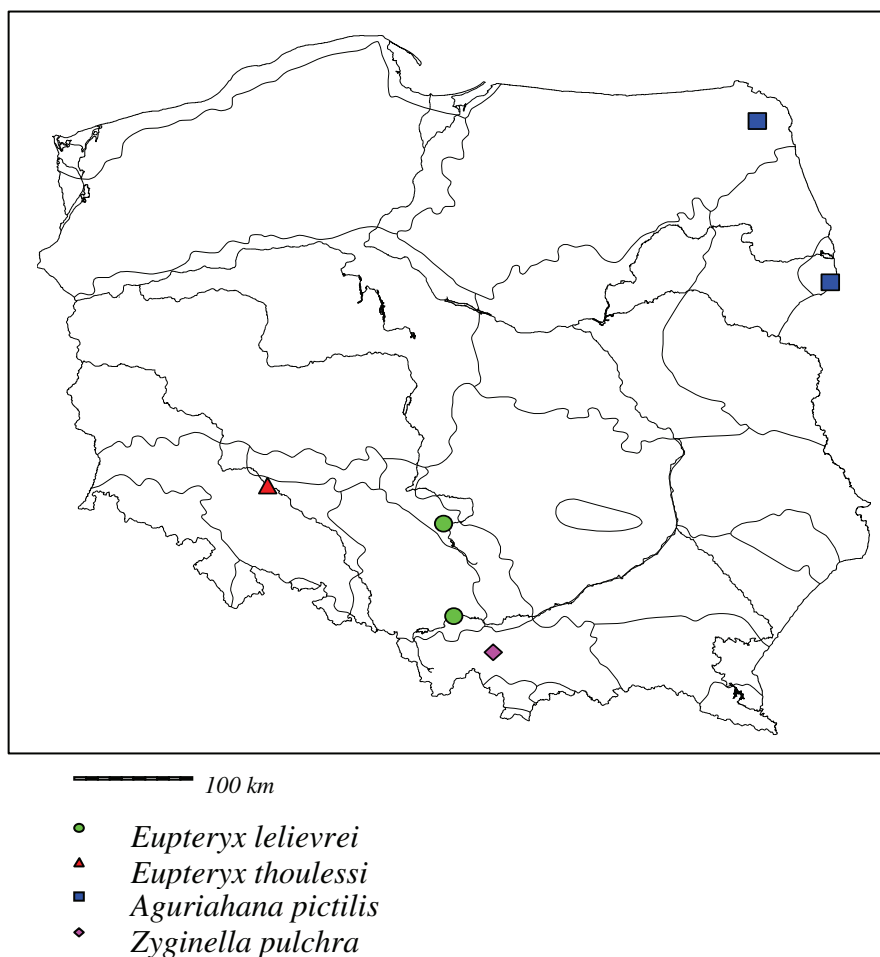 100 km
Eupteryx lelievrei
Eupteryx thoulessi
Aguriahana pictilis
Zyginella pulchra